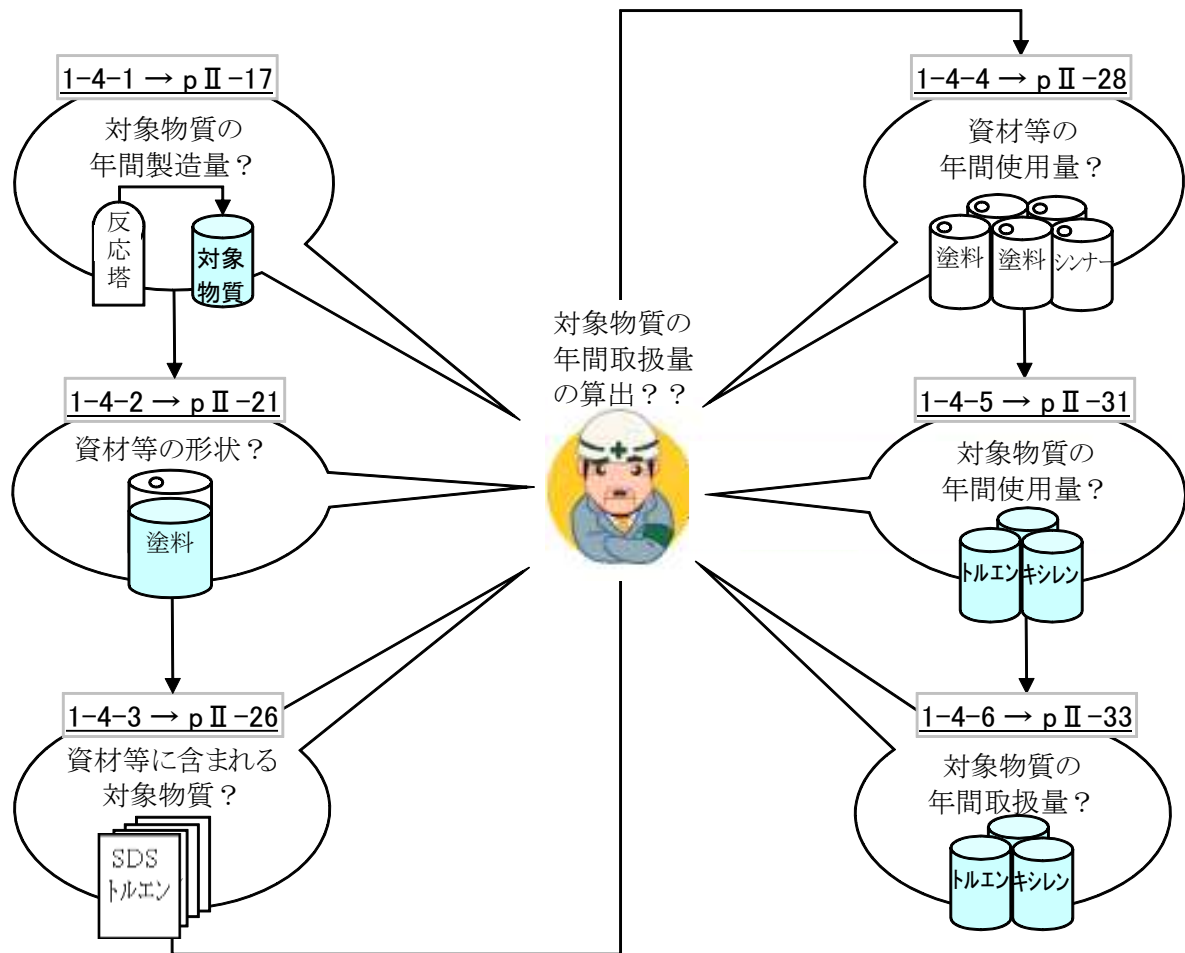 1-4-1 → pⅡ-17
対象物質の
年間製造量？
反
応
塔
対象
物質
1-4-2 → pⅡ-21
資材等の形状？
塗料
1-4-3 → pⅡ-26
資材等に含まれる
対象物質？
SDS
トルエン
対象物質の
年間取扱量
の算出？？
1-4-4 → pⅡ-28
資材等の
年間使用量？
塗料 塗料 シンナー
1-4-5 → pⅡ-31
対象物質の
年間使用量？
トルエン キシレン
1-4-6 → pⅡ-33
対象物質の
年間取扱量？
トルエン キシレン